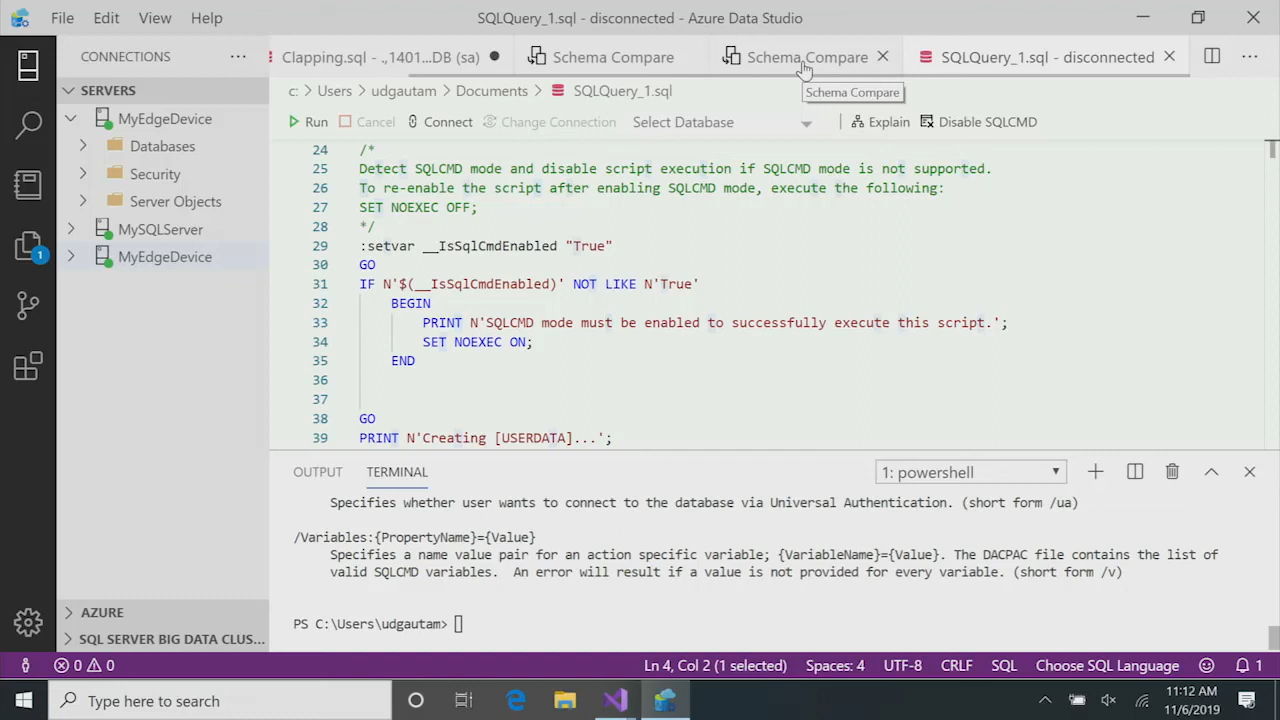 File Edit View Help
SQLQuery_1.sql - disconnected - Azure Data Studio
CONNECTIONS
Clapping.sql - .,1401...DB (sa)
Schema Compare
Schema Compare
SQLQuery_1.sql - disconnected
SERVERS
MyEdgeDevice
Databases
Security
Server Objects
MySQLServer
MyEdgeDevice
1
AZURE
SQL SERVER BIG DATA CLUS...
c: > Users > udgautam > Documents > SQLQuery_1.sql
Schema Compare
Run Cancel Connect Change Connection Select Database Explain Disable SQLCMD
24 /*
25 Detect SQLCMD mode and disable script execution if SQLCMD mode is not supported.
26 To re-enable the script after enabling SQLCMD mode, execute the following:
27 SET NOEXEC OFF;
28 */
29 :setvar __IsSqlCmdEnabled "True"
30 GO
31 IF N'$(__IsSqlCmdEnabled)' NOT LIKE N'True'
32 BEGIN
33 PRINT N'SQLCMD mode must be enabled to successfully execute this script.';
34 SET NOEXEC ON;
35 END
36
37
38 GO
39 PRINT N'Creating [USERDATA]...';
OUTPUT TERMINAL
1: powershell
Specifies whether user wants to connect to the database via Universal Authentication. (short form /ua)
/Variables:{PropertyName}={Value}
Specifies a name value pair for an action specific variable; {VariableName}={Value}. The DACPAC file contains the list of
valid SQLCMD variables. An error will result if a value is not provided for every variable. (short form /v)
PS C:\Users\udgautam>
0 0
Ln 4, Col 2 (1 selected) Spaces: 4 UTF-8 CRLF SQL Choose SQL Language 1
Type here to search
11:12 AM
11/6/2019